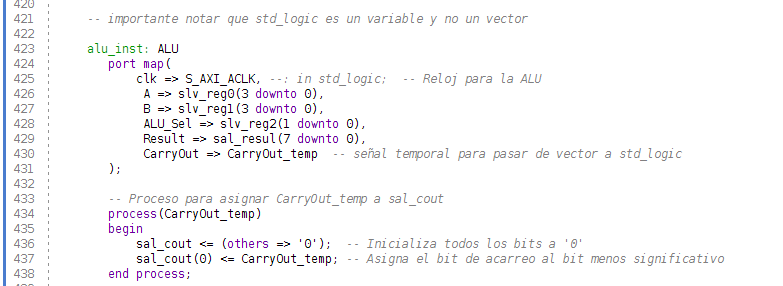 420
421 -- importante notar que std_logic es un variable y no un vector
422
423 alu_inst: ALU
424 port map(
425 clk => S_AXI_ACLK, --: in std_logic; -- Reloj para la ALU
426 A => slv_reg0(3 downto 0),
427 B => slv_reg1(3 downto 0),
428 ALU_Sel => slv_reg2(1 downto 0),
429 Result => sal_resul(7 downto 0),
430 CarryOut => CarryOut_temp -- señal temporal para pasar de vector a std_logic
431 );
432
433 -- Proceso para asignar CarryOut_temp a sal_cout
434 process(CarryOut_temp)
435 begin
436 sal_cout <= (others => '0'); -- Inicializa todos los bits a '0'
437 sal_cout(0) <= CarryOut_temp; -- Asigna el bit de acarreo al bit menos significativo
438 end process;